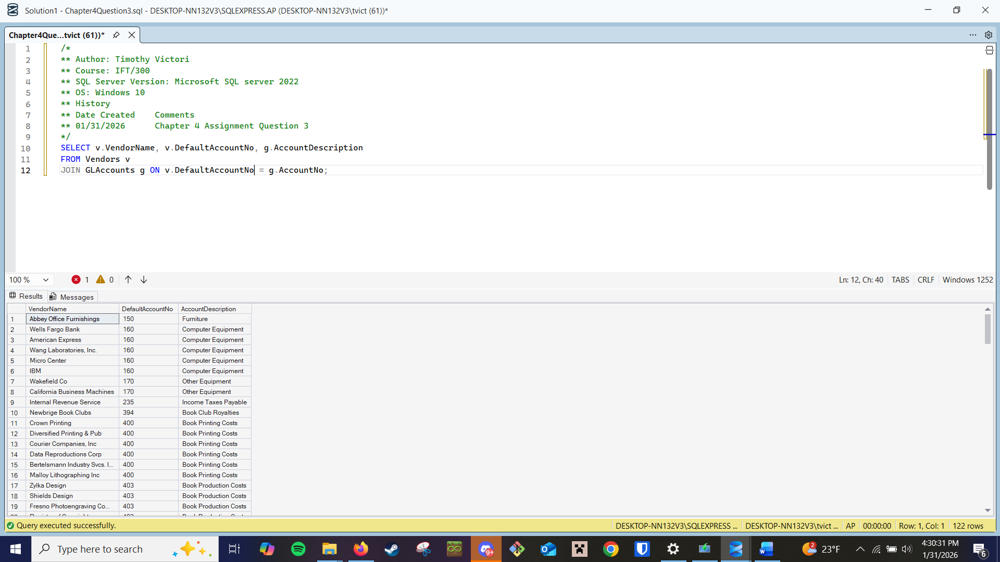 Solution1 - Chapter4Question3.sql - DESKTOP-NN132V3\SQLEXPRESS.AP (DESKTOP-NN132V3\tvict (61))*
Chapter4Que...tvict (61))*
1 /*
2 ** Author: Timothy Victori
3 ** Course: IFT/300
4 ** SQL Server Version: Microsoft SQL server 2022
5 ** OS: Windows 10
6 ** History
7 ** Date Created    Comments
8 ** 01/31/2026      Chapter 4 Assignment Question 3
9 */
10 SELECT v.VendorName, v.DefaultAccountNo, g.AccountDescription
11 FROM Vendors v
12 JOIN GLAccounts g ON v.DefaultAccountNo = g.AccountNo;
100 % 1 0 Ln: 12, Ch: 40 TABS CRLF Windows 1252
Results Messages
VendorName DefaultAccountNo AccountDescription
1 Abbey Office Furnishings 150 Furniture
2 Wells Fargo Bank 160 Computer Equipment
3 American Express 160 Computer Equipment
4 Wang Laboratories, Inc. 160 Computer Equipment
5 Micro Center 160 Computer Equipment
6 IBM 160 Computer Equipment
7 Wakefield Co 170 Other Equipment
8 California Business Machines 170 Other Equipment
9 Internal Revenue Service 235 Income Taxes Payable
10 Newbrige Book Clubs 394 Book Club Royalties
11 Crown Printing 400 Book Printing Costs
12 Diversified Printing & Pub 400 Book Printing Costs
13 Courier Companies, Inc 400 Book Printing Costs
14 Data Reproductions Corp 400 Book Printing Costs
15 Bertelsmann Industry Svcs. I... 400 Book Printing Costs
16 Malloy Lithographing Inc 400 Book Printing Costs
17 Zylka Design 403 Book Production Costs
18 Shields Design 403 Book Production Costs
19 Fresno Photoengraving Co... 403 Book Production Costs
Query executed successfully. DESKTOP-NN132V3\SQLEXPRESS ... DESKTOP-NN132V3\tvict ... AP 00:00:00 Row: 1, Col: 1 122 rows
Type here to search 9+ 2 23°F 4:30:31 PM
1/31/2026 6